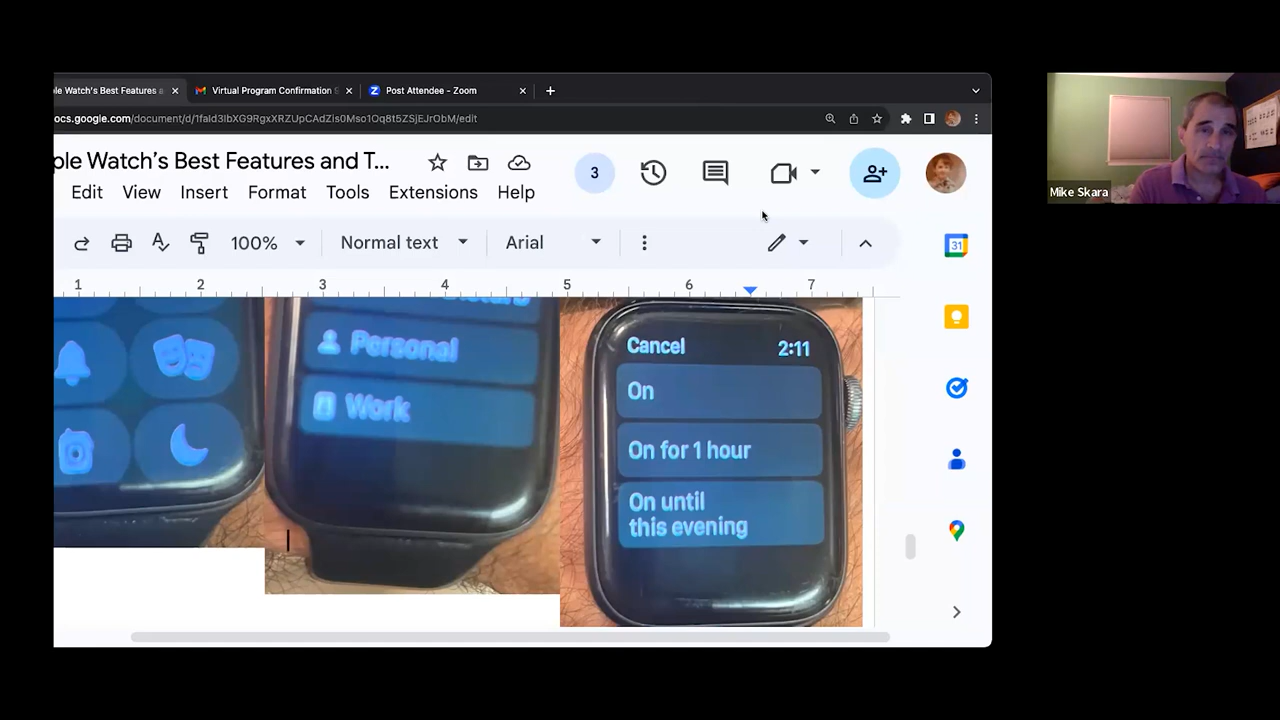 ple Watch's Best Features a
Virtual Program Confirmation S
Post Attendee - Zoom
ocs.google.com/document/d/1faId3IbXG9RgxXRZUpCAdZis0Mso1Oq8t5ZSjEJrObM/edit
ple Watch's Best Features and T...
3
Edit View Insert Format Tools Extensions Help
100% Normal text Arial
31
1 2 3 4 5 6 7
Personal
Work
Cancel 2:11
On
On for 1 hour
On until
this evening
Mike Skara